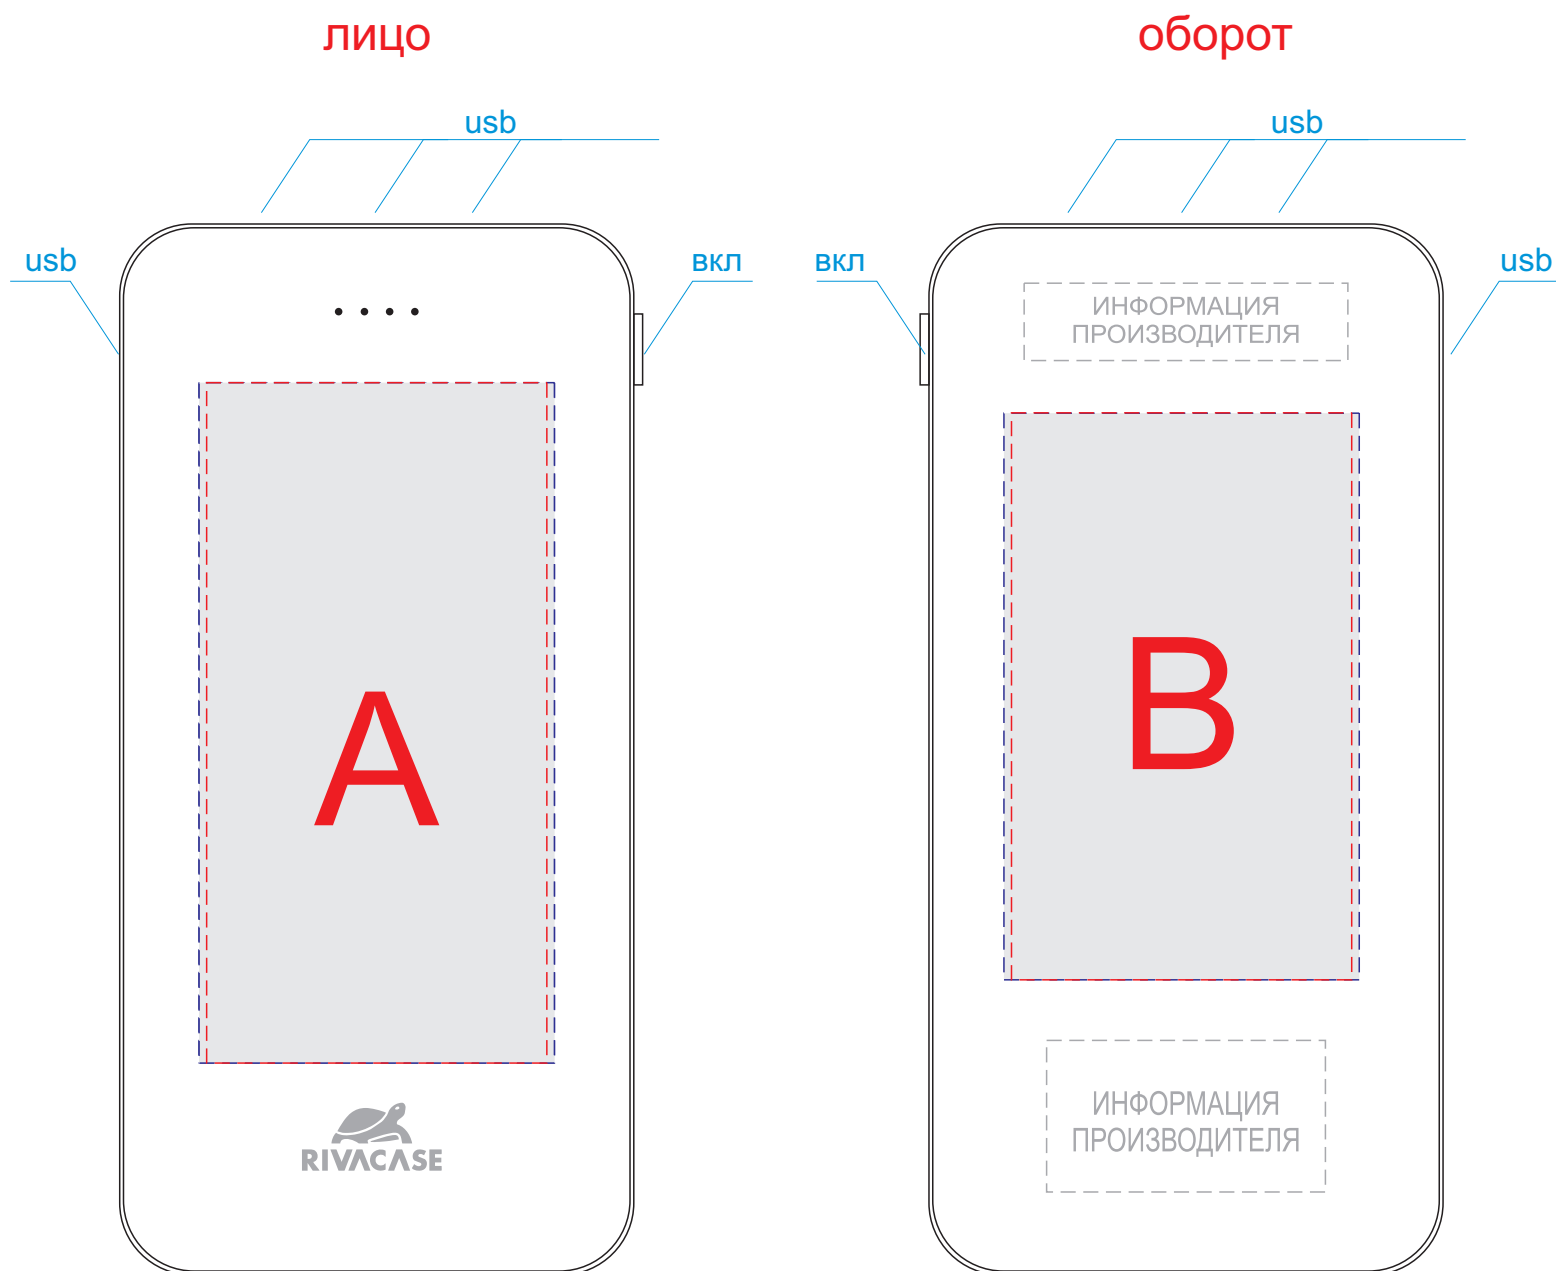 лицо
оборот
usb
usb
usb
вкл
вкл
usb
ИНФОРМАЦИЯ
ПРОИЗВОДИТЕЛЯ
A
B
ИНФОРМАЦИЯ
ПРОИЗВОДИТЕЛЯ
RIVACASE